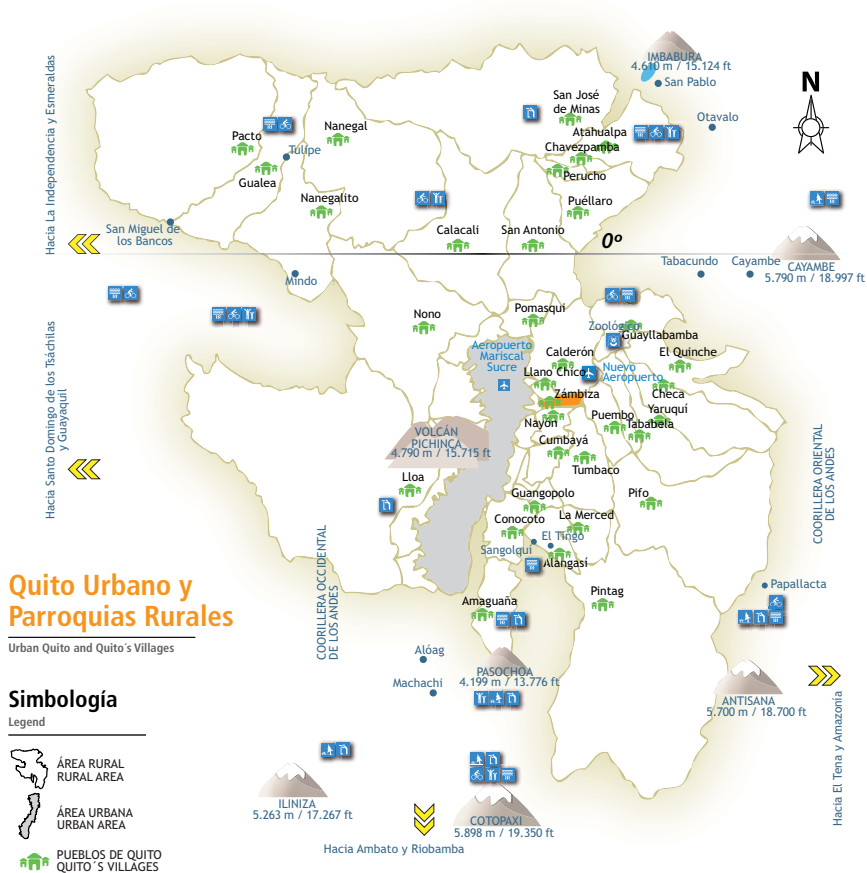 IMBABURA
4.610 m / 15.124 ft
San Pablo
Otavalo
N
San José
de Minas
Atahualpa
Chavezpamba
Perucho
Puéllaro
Nanegal
Pacto
Tulipe
Gualea
Nanegalito
San Miguel de
los Bancos
Calacali
San Antonio
0º
Hacia La Independencia y Esmeraldas
Tabacundo
Cayambe
CAYAMBE
5.790 m / 18.997 ft
Mindo
Nono
Pomasqui
Zoológico
Guayllabamba
Aeropuerto
Mariscal
Sucre
Calderón
El Quinche
Llano Chico
Nuevo
Aeropuerto
Zámbiza
Checa
Yaruquí
Nayón
Puembo
Tababela
Cumbayá
Tumbaco
VOLCÁN
PICHINCA
4.790 m / 15.715 ft
Hacia Santo Domingo de los Tsáchilas
y Guayaquil
Lloa
Guangopolo
Pifo
La Merced
Conocoto
El Tingo
Sangolquí
Alangasí
COORILLERA ORIENTAL
DE LOS ANDES
COORILLERA OCCIDENTAL
DE LOS ANDES
Pintag
Papallacta
Amaguaña
Quito Urbano y
Parroquias Rurales
Urban Quito and Quito´s Villages
Alóag
Machachi
PASOCHOA
4.199 m / 13.776 ft
ANTISANA
5.700 m / 18.700 ft
Hacia El Tena y Amazonía
Simbología
Legend
ÁREA RURAL
RURAL AREA
ÁREA URBANA
URBAN AREA
PUEBLOS DE QUITO
QUITO´S VILLAGES
ILINIZA
5.263 m / 17.267 ft
COTOPAXI
5.898 m / 19.350 ft
Hacia Ambato y Riobamba